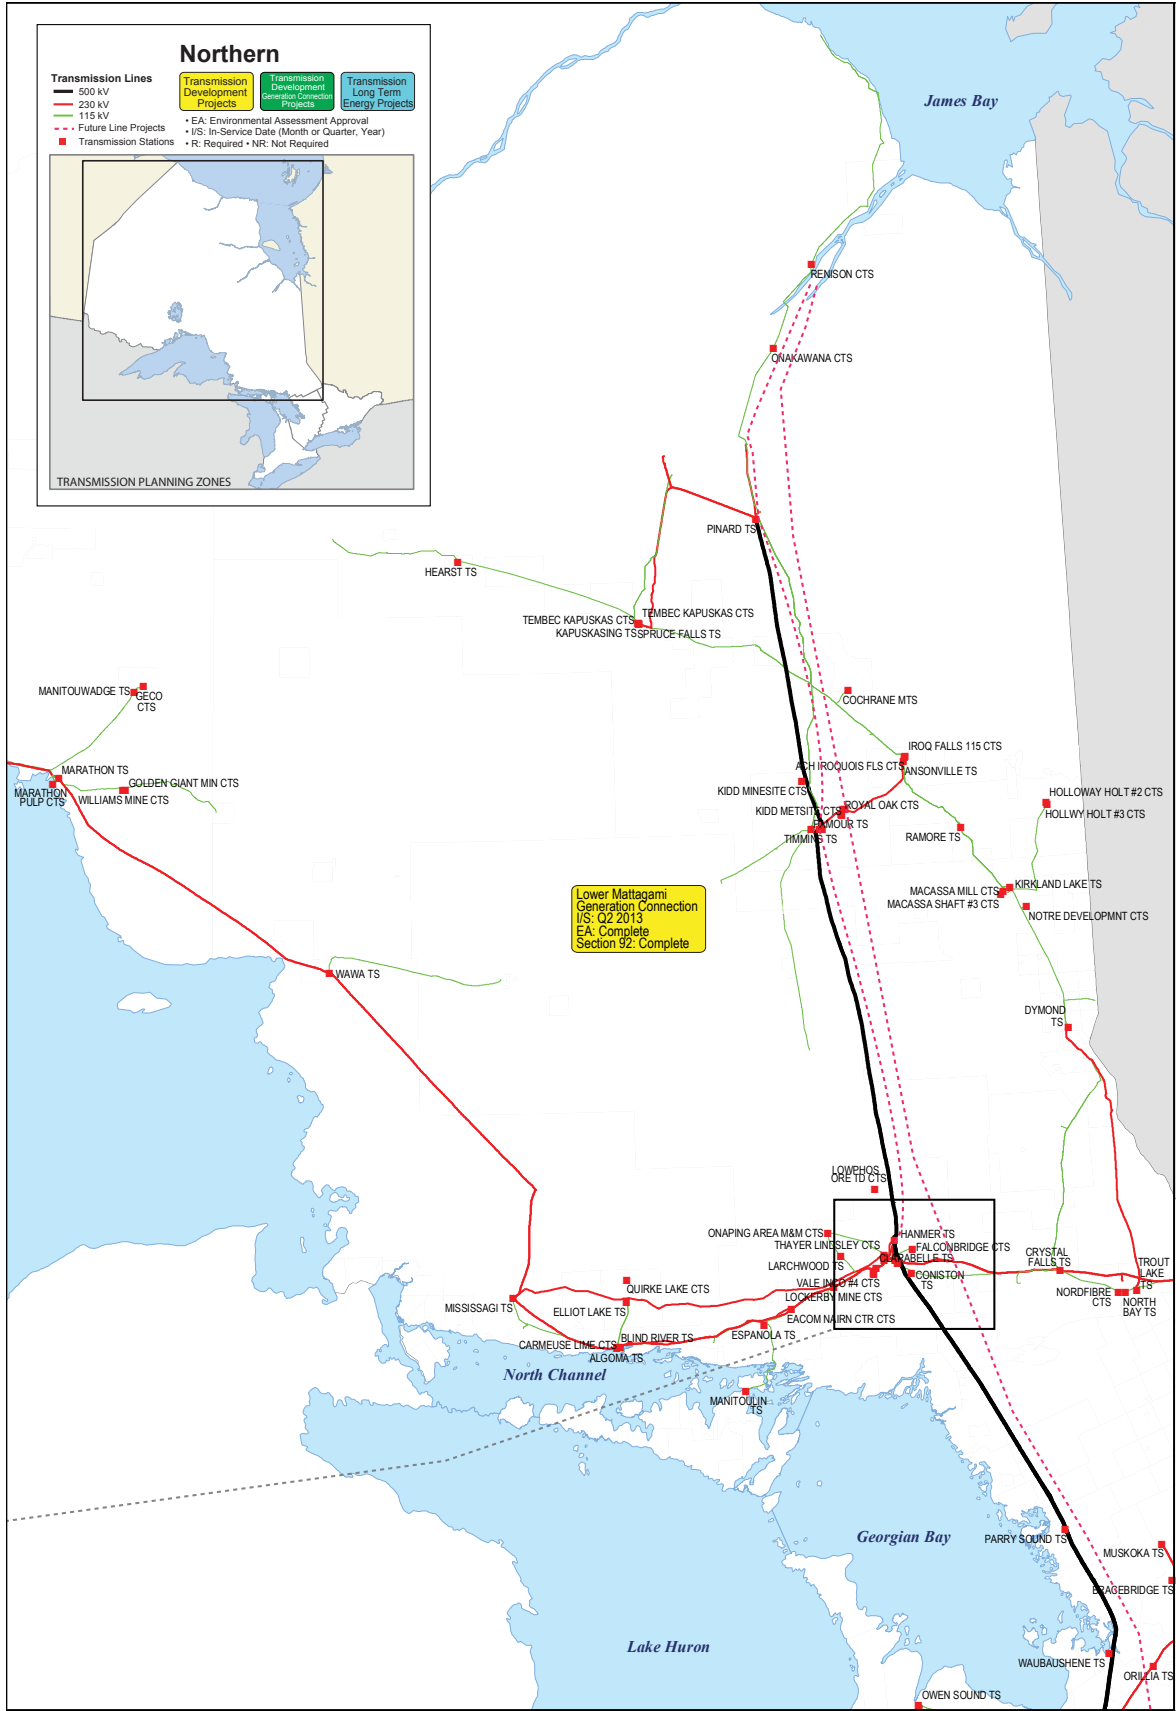 Northern
Transmission Lines
500 kV
230 kV
115 kV
Future Line Projects
Transmission Stations
Transmission
Development
Projects
Transmission
Development
Generation Connection
Projects
Transmission
Long Term
Energy Projects
• EA: Environmental Assessment Approval
• I/S: In-Service Date (Month or Quarter, Year)
• R: Required • NR: Not Required
TRANSMISSION PLANNING ZONES
James Bay
RENISON CTS
ONAKAWANA CTS
PINARD TS
HEARST TS
TEMBEC KAPUSKAS CTS
TEMBEC KAPUSKAS CTS
KAPUSKASING TS
SPRUCE FALLS TS
MANITOUWADGE TS
GECO
CTS
COCHRANE MTS
IROQ FALLS 115 CTS
ACH IROQUOIS FLS CTS
ANSONVILLE TS
MARATHON TS
MARATHON
PULP CTS
GOLDEN GIANT MIN CTS
WILLIAMS MINE CTS
KIDD MINESITE CTS
HOLLOWAY HOLT #2 CTS
HOLLWY HOLT #3 CTS
KIDD METSITE CTS
ROYAL OAK CTS
PAMOUR TS
TIMMINS TS
RAMORE TS
MACASSA MILL CTS
KIRKLAND LAKE TS
MACASSA SHAFT #3 CTS
NOTRE DEVELOPMNT CTS
Lower Mattagami
Generation Connection
I/S: Q2 2013
EA: Complete
Section 92: Complete
WAWA TS
DYMOND
TS
LOWPHOS
ORE TD CTS
ONAPING AREA M&M CTS
HANMER TS
THAYER LINDSLEY CTS
FALCONBRIDGE CTS
CLARABELLE TS
LARCHWOOD TS
CONISTON
TS
VALE INCO #4 CTS
LOCKERBY MINE CTS
EACOM NAIRN CTR CTS
CRYSTAL
FALLS TS
TROUT
LAKE
TS
NORDFIBRE
CTS
NORTH
BAY TS
QUIRKE LAKE CTS
MISSISSAGI TS
ELLIOT LAKE TS
ESPANOLA TS
CARMEUSE LIME CTS
BLIND RIVER TS
ALGOMA TS
North Channel
MANITOULIN
TS
Georgian Bay
PARRY SOUND TS
MUSKOKA TS
BRACEBRIDGE TS
Lake Huron
WAUBAUSHENE TS
ORILLIA TS
OWEN SOUND TS